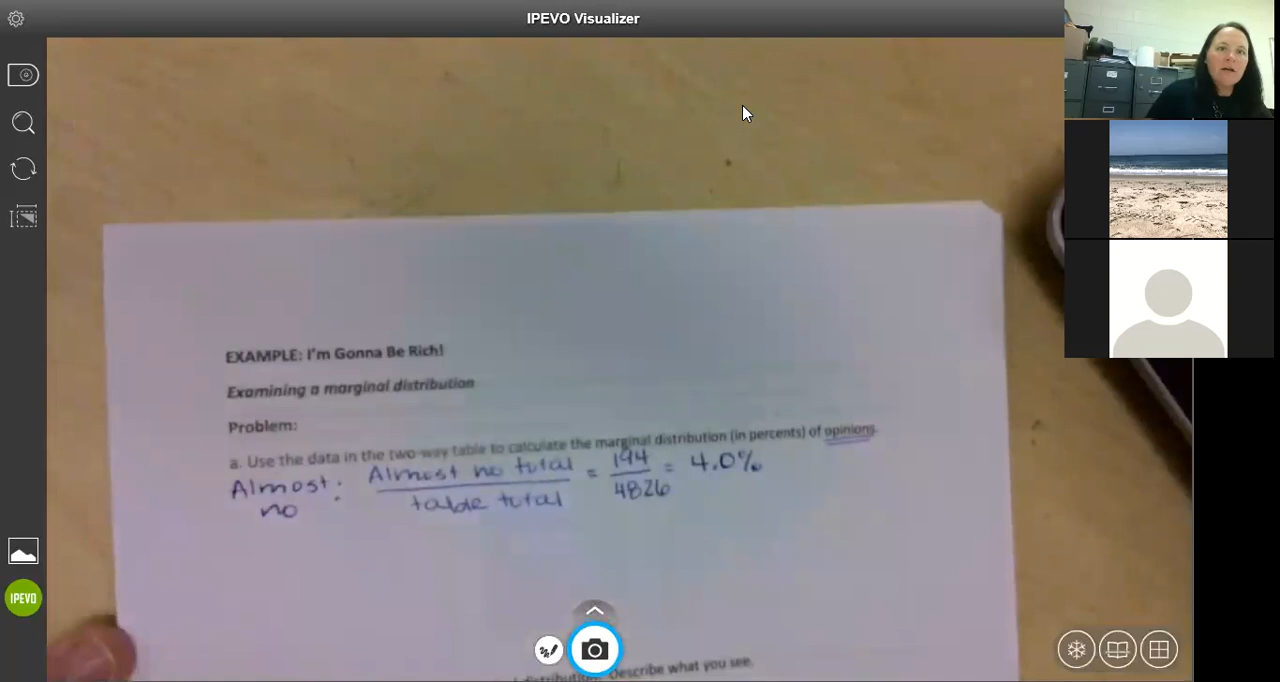 IPEVO Visualizer
EXAMPLE: I'm Gonna Be Rich!
Examining a marginal distribution
Problem:
a. Use the data in the two-way table to calculate the marginal distribution (in percents) of opinions.
Almost no : Almost no total / table total = 194 / 4826 = 4.0%
distribution. Describe what you see.
IPEVO